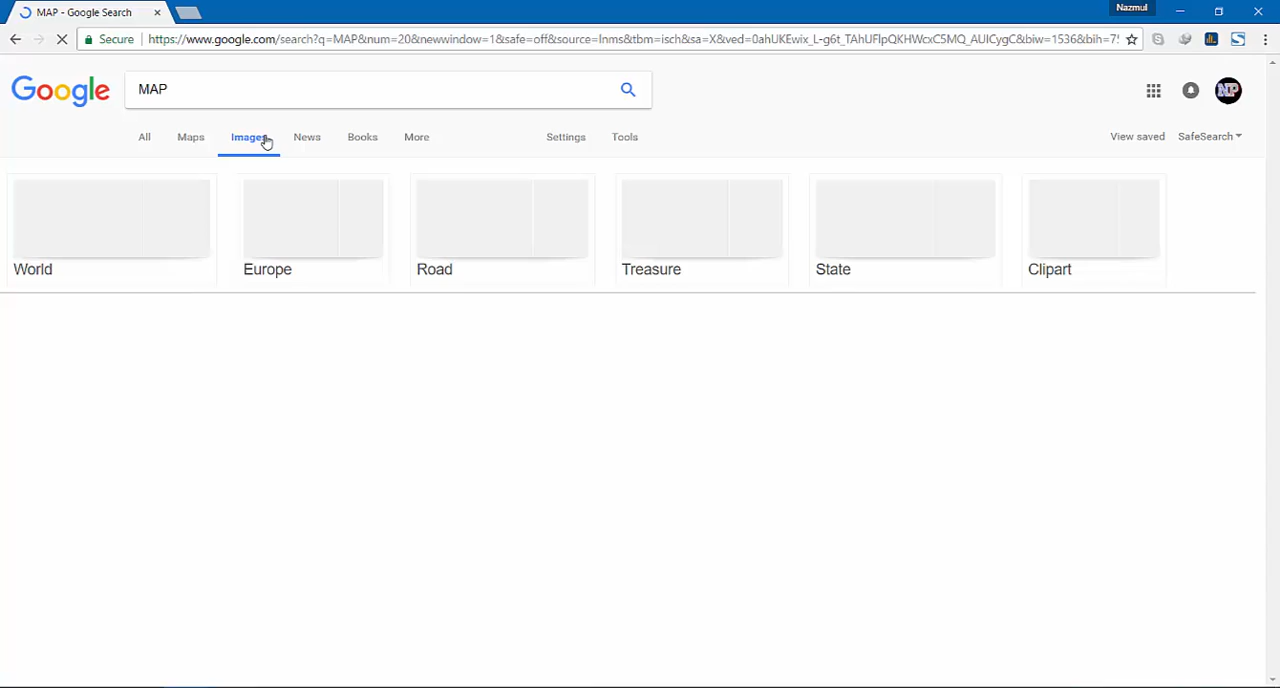 MAP - Google Search
Nazmul
Secure
https://www.google.com/search?q=MAP&num=20&newwindow=1&safe=off&source=lnms&tbm=isch&sa=X&ved=0ahUKEwix_L-g6t_TAhUFlpQKHWcxC5MQ_AUICygC&biw=1536&bih=7
Google
MAP
NP
All Maps Images News Books More Settings Tools View saved SafeSearch
World Europe Road Treasure State Clipart